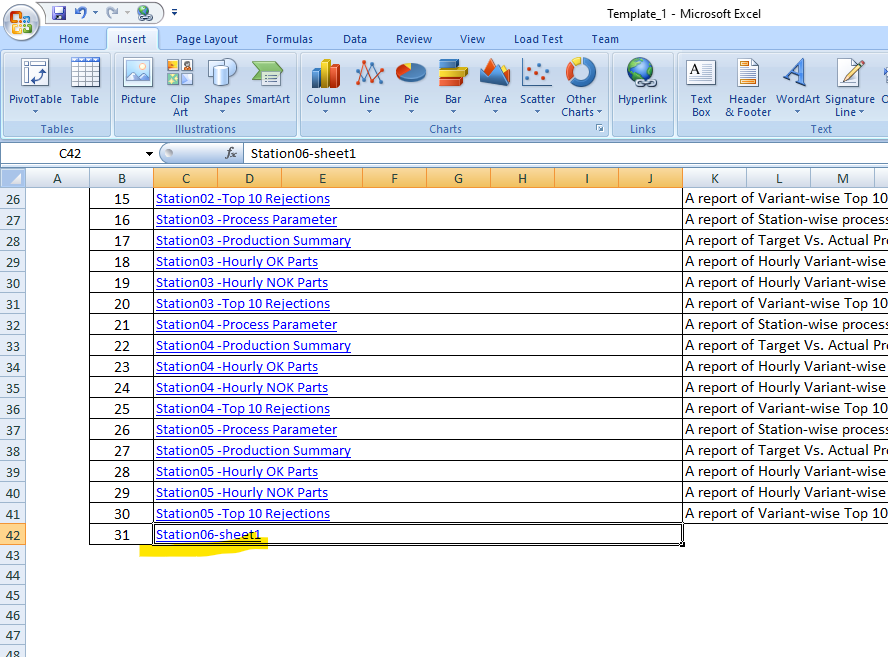 Template_1 - Microsoft Excel
Home Insert Page Layout Formulas Data Review View Load Test Team
PivotTable Table Picture Clip Art Shapes SmartArt Column Line Pie Bar Area Scatter Other Charts Hyperlink Text Box Header & Footer WordArt Signature Line
Tables Illustrations Charts Links Text
C42 fx Station06-sheet1
A B C D E F G H I J K L M
26 15 Station02 -Top 10 Rejections A report of Variant-wise Top 10
27 16 Station03 -Process Parameter A report of Station-wise process
28 17 Station03 -Production Summary A report of Target Vs. Actual Pr
29 18 Station03 -Hourly OK Parts A report of Hourly Variant-wise
30 19 Station03 -Hourly NOK Parts A report of Hourly Variant-wise
31 20 Station03 -Top 10 Rejections A report of Variant-wise Top 10
32 21 Station04 -Process Parameter A report of Station-wise process
33 22 Station04 -Production Summary A report of Target Vs. Actual Pr
34 23 Station04 -Hourly OK Parts A report of Hourly Variant-wise
35 24 Station04 -Hourly NOK Parts A report of Hourly Variant-wise
36 25 Station04 -Top 10 Rejections A report of Variant-wise Top 10
37 26 Station05 -Process Parameter A report of Station-wise process
38 27 Station05 -Production Summary A report of Target Vs. Actual Pr
39 28 Station05 -Hourly OK Parts A report of Hourly Variant-wise
40 29 Station05 -Hourly NOK Parts A report of Hourly Variant-wise
41 30 Station05 -Top 10 Rejections A report of Variant-wise Top 10
42 31 Station06-sheet1
43
44
45
46
47
48